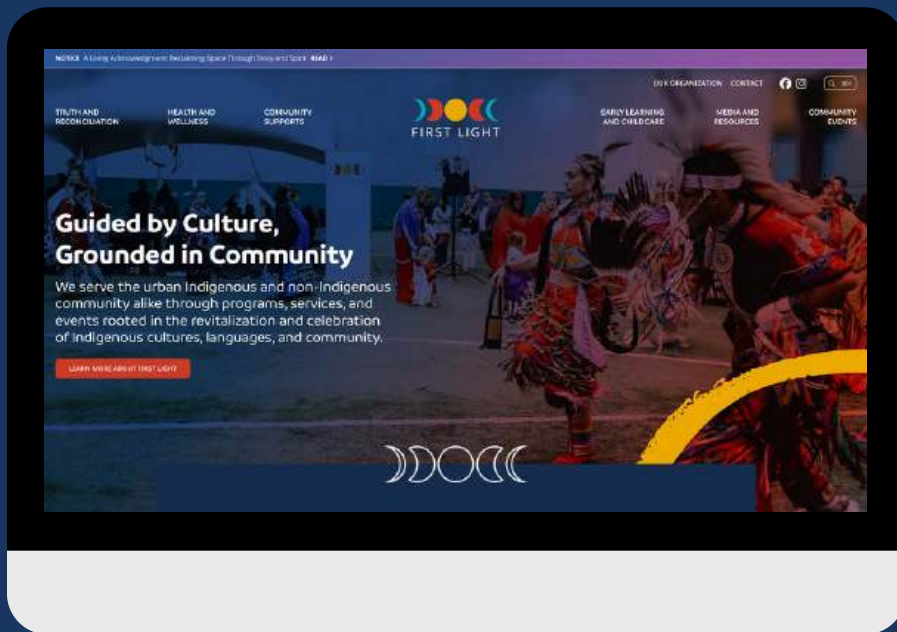 NOTICE A Living Acknowledgment: Reclaiming Space Through Story and Spirit READ >
OUR ORGANIZATION CONTACT
TRUTH AND
RECONCILIATION
HEALTH AND
WELLNESS
COMMUNITY
SUPPORTS
FIRST LIGHT
EARLY LEARNING
AND CHILD CARE
MEDIA AND
RESOURCES
COMMUNITY
EVENTS
Guided by Culture,
Grounded in Community
We serve the urban Indigenous and non-Indigenous
community alike through programs, services, and
events rooted in the revitalization and celebration
of Indigenous cultures, languages, and community.
LEARN MORE ABOUT FIRST LIGHT